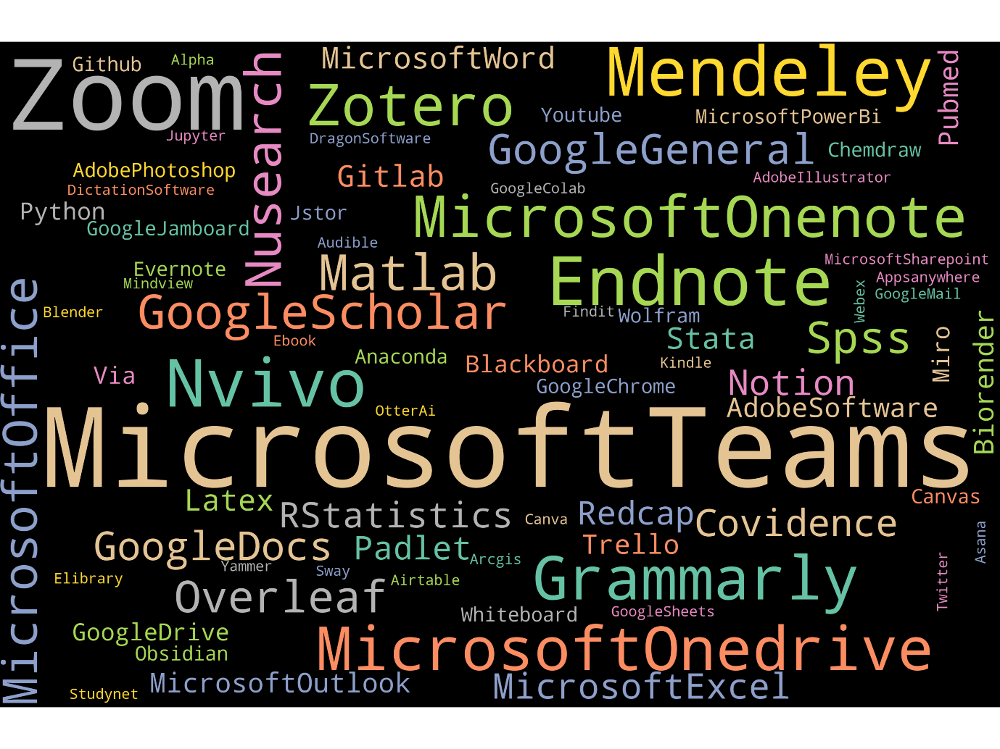 Zoom
Github
Alpha
Nusearch
MicrosoftWord
Mendeley
Pubmed
Zotero
Youtube
MicrosoftPowerBi
Jupyter
DragonSoftware
GoogleGeneral
Chemdraw
AdobePhotoshop
Gitlab
AdobeIllustrator
DictationSoftware
GoogleColab
Python
Jstor
MicrosoftOnenote
GoogleJamboard
Audible
Matlab
Endnote
MicrosoftSharepoint
Evernote
Mindview
Appsanywhere
Webex
GoogleMail
MicrosoftOffice
Blender
GoogleScholar
Findit
Wolfram
Ebook
Stata
Spss
Miro
Biorender
Anaconda
Blackboard
Kindle
Via
Nvivo
GoogleChrome
Notion
OtterAi
AdobeSoftware
MicrosoftTeams
Latex
RStatistics
Canva
Redcap
Covidence
Canvas
GoogleDocs
Padlet
Arcgis
Trello
Asana
Yammer
Sway
Grammarly
Twitter
Elibrary
Overleaf
Airtable
Whiteboard
GoogleSheets
GoogleDrive
Obsidian
MicrosoftOnedrive
Studynet
MicrosoftOutlook
MicrosoftExcel